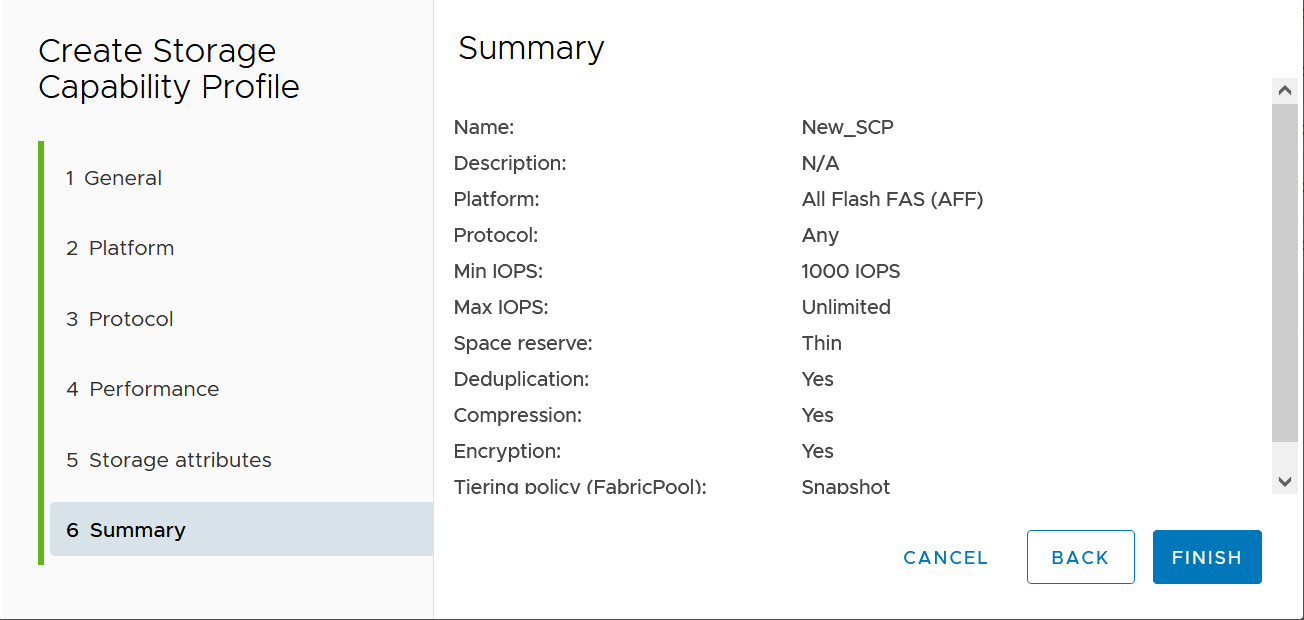 Create Storage
Capability Profile
1 General
2 Platform
3 Protocol
4 Performance
5 Storage attributes
6 Summary
Summary
Name: New_SCP
Description: N/A
Platform: All Flash FAS (AFF)
Protocol: Any
Min IOPS: 1000 IOPS
Max IOPS: Unlimited
Space reserve: Thin
Deduplication: Yes
Compression: Yes
Encryption: Yes
Tiering policy (FabricPool): Snapshot
CANCEL BACK FINISH